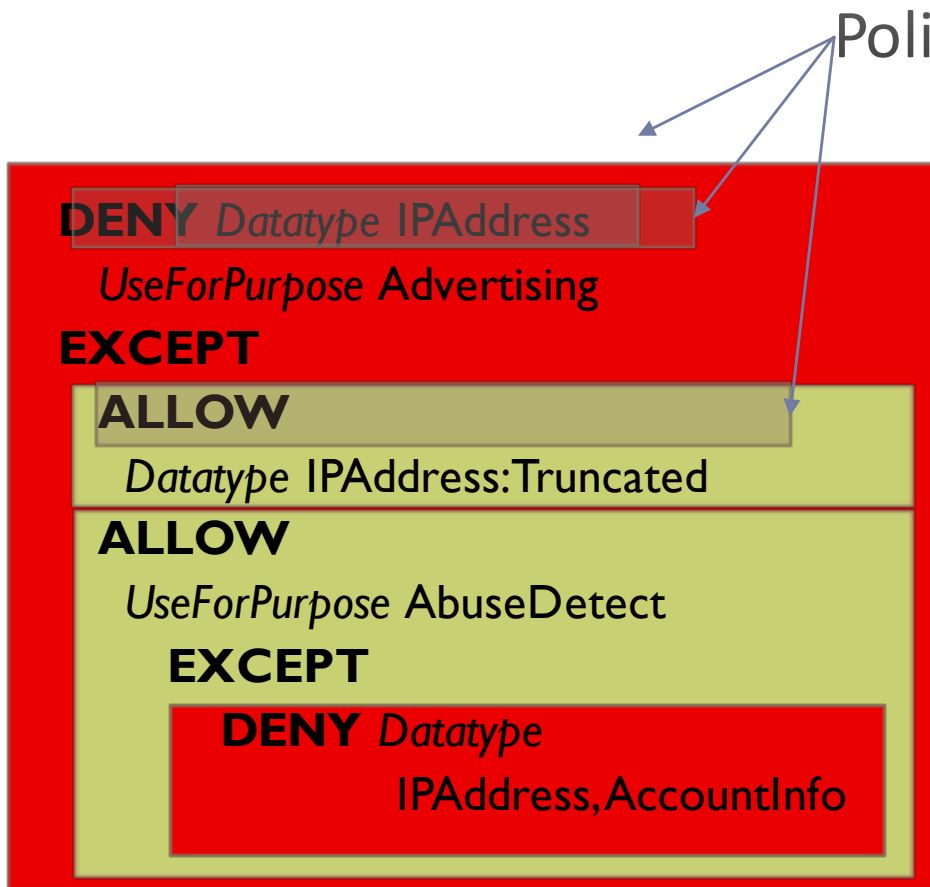 Poli
DENY Datatype IPAddress
UseForPurpose Advertising
EXCEPT
ALLOW
Datatype IPAddress:Truncated
ALLOW
UseForPurpose AbuseDetect
EXCEPT
DENY Datatype
IPAddress,AccountInfo